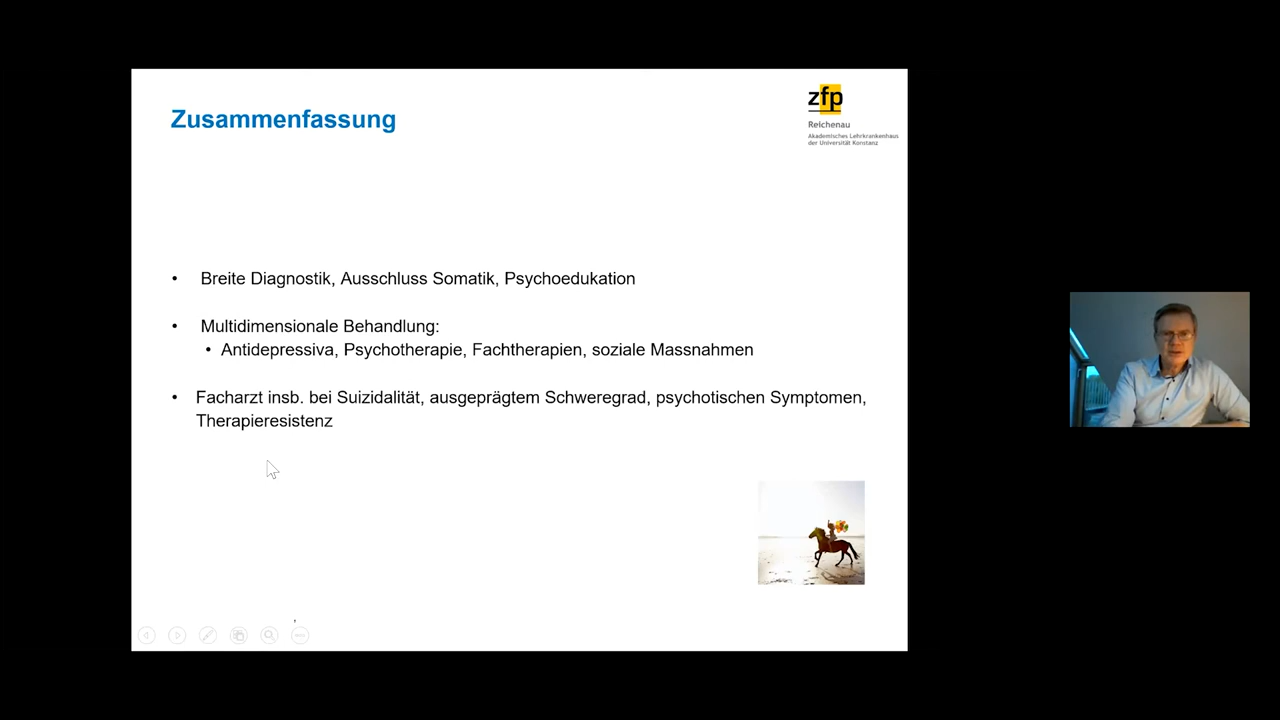 Zusammenfassung
zfp
Reichenau
Akademisches Lehrkrankenhaus
der Universität Konstanz
• Breite Diagnostik, Ausschluss Somatik, Psychoedukation
• Multidimensionale Behandlung:
• Antidepressiva, Psychotherapie, Fachtherapien, soziale Massnahmen
• Facharzt insb. bei Suizidalität, ausgeprägtem Schweregrad, psychotischen Symptomen,
Therapieresistenz
,